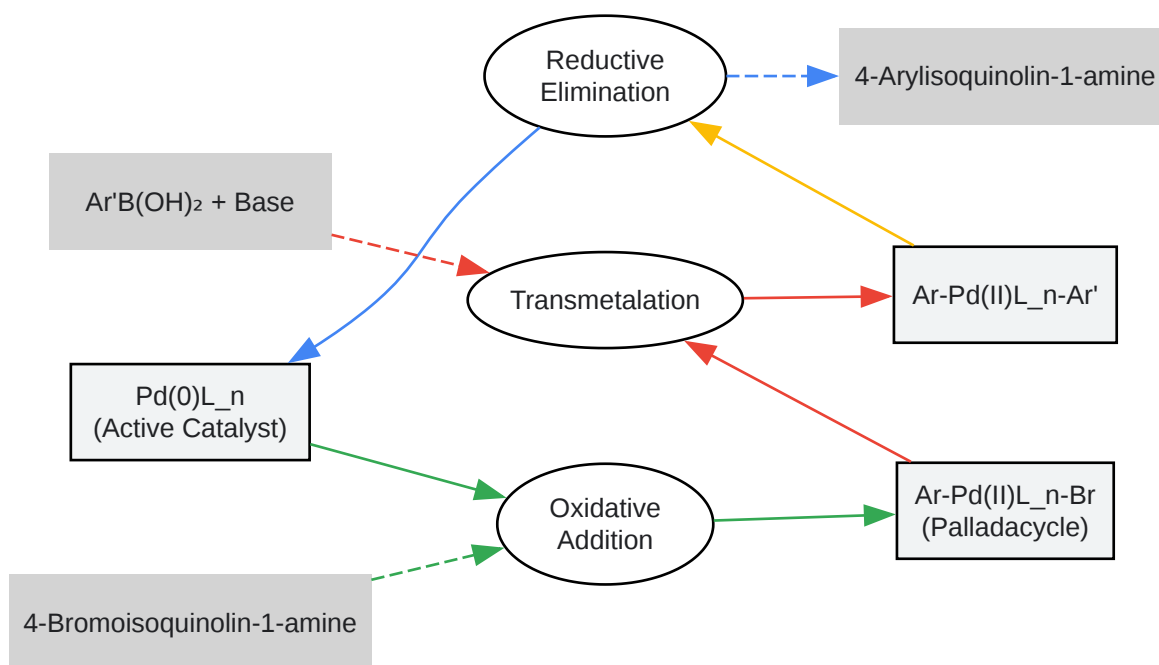 Reductive
Elimination
4-Arylisoquinolin-1-amine
Ar'B(OH)₂ + Base
Transmetalation
Ar-Pd(II)L_n-Ar'
Pd(0)L_n
(Active Catalyst)
Oxidative
Addition
Ar-Pd(II)L_n-Br
(Palladacycle)
4-Bromoisoquinolin-1-amine